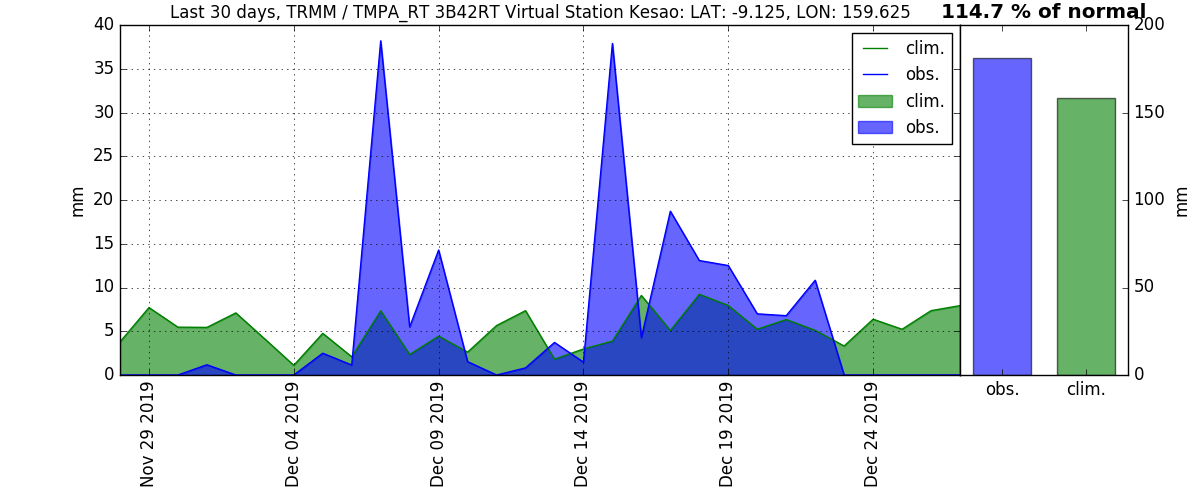 Last 30 days, TRMM / TMPA_RT 3B42RT Virtual Station Kesao: LAT: -9.125, LON: 159.625
114.7 % of normal
40
35
30
25
20
15
10
5
0
mm
clim.
obs.
clim.
obs.
Nov 29 2019
Dec 04 2019
Dec 09 2019
Dec 14 2019
Dec 19 2019
Dec 24 2019
200
150
100
50
0
mm
obs.
clim.